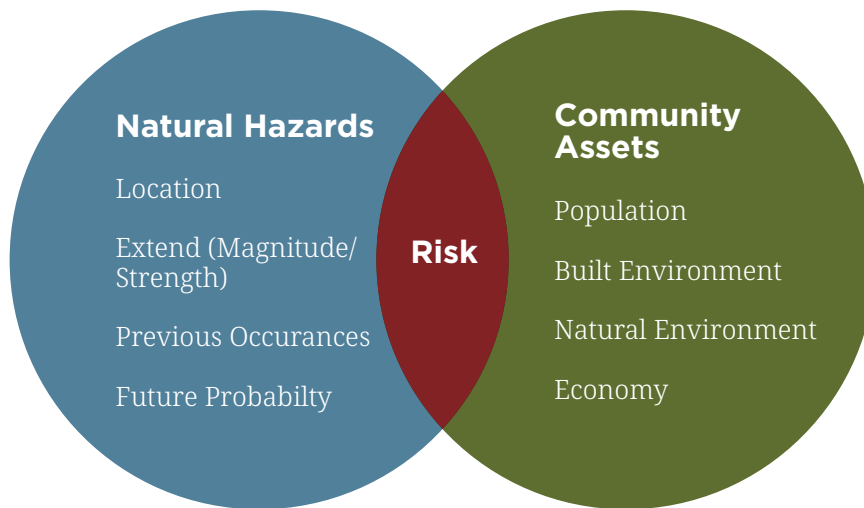 Natural Hazards
Location
Extend (Magnitude/
Strength)
Previous Occurances
Future Probabilty
Risk
Community
Assets
Population
Built Environment
Natural Environment
Economy